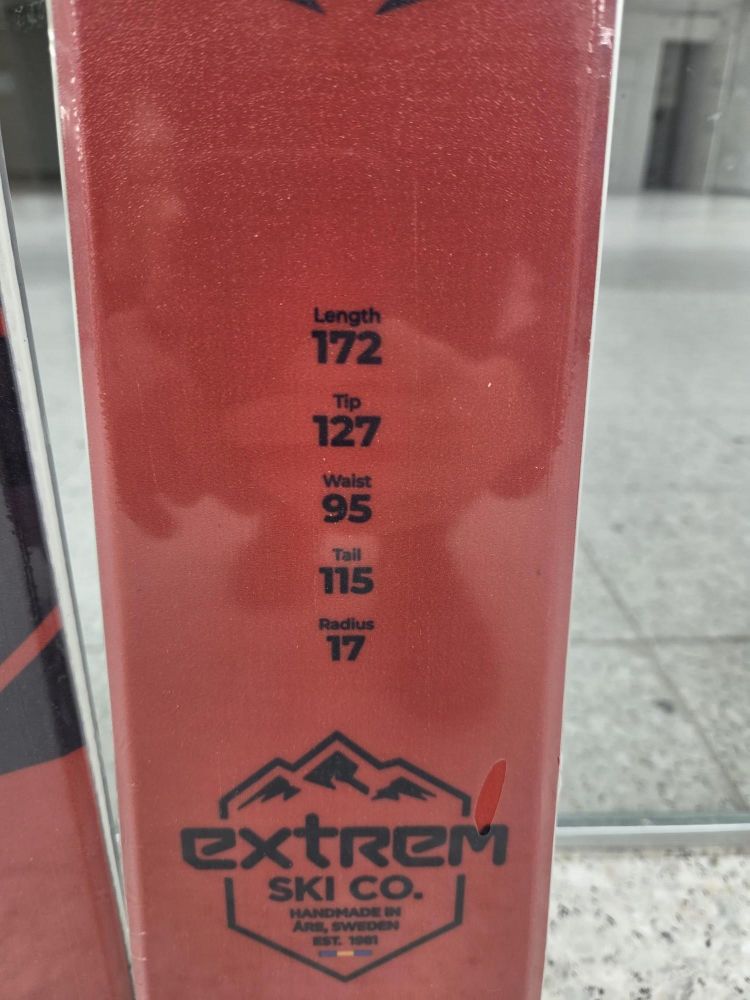 Length
172
Tip
127
Waist
95
Tail
115
Radius
17
extrem
SKI CO.
HANDMADE IN
ÅRE, SWEDEN
EST. 1981